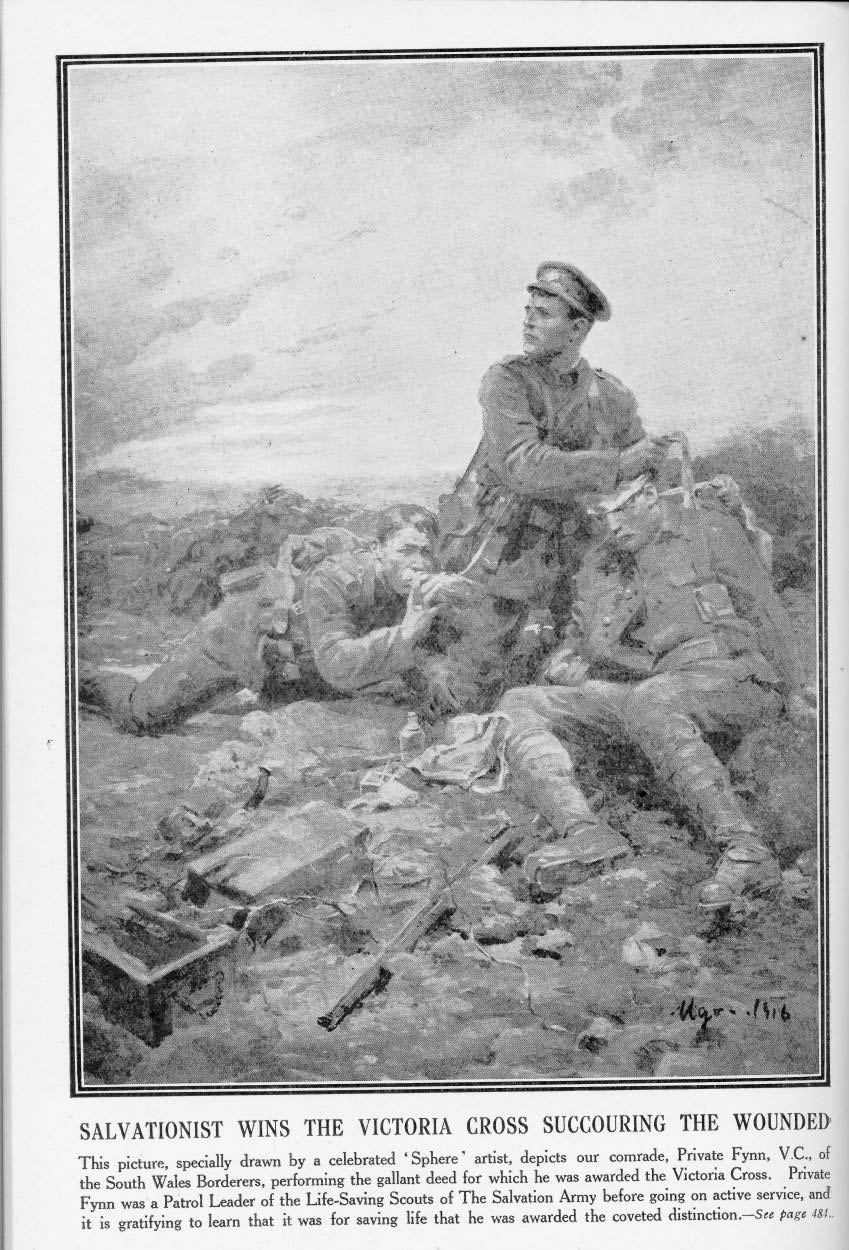 Ugo - . 1916
SALVATIONIST WINS THE VICTORIA CROSS SUCCOURING THE WOUNDED
This picture, specially drawn by a celebrated ‘Sphere’ artist, depicts our comrade, Private Fynn, V.C., of
the South Wales Borderers, performing the gallant deed for which he was awarded the Victoria Cross. Private
Fynn was a Patrol Leader of the Life-Saving Scouts of The Salvation Army before going on active service, and
it is gratifying to learn that it was for saving life that he was awarded the coveted distinction.—See page 481.